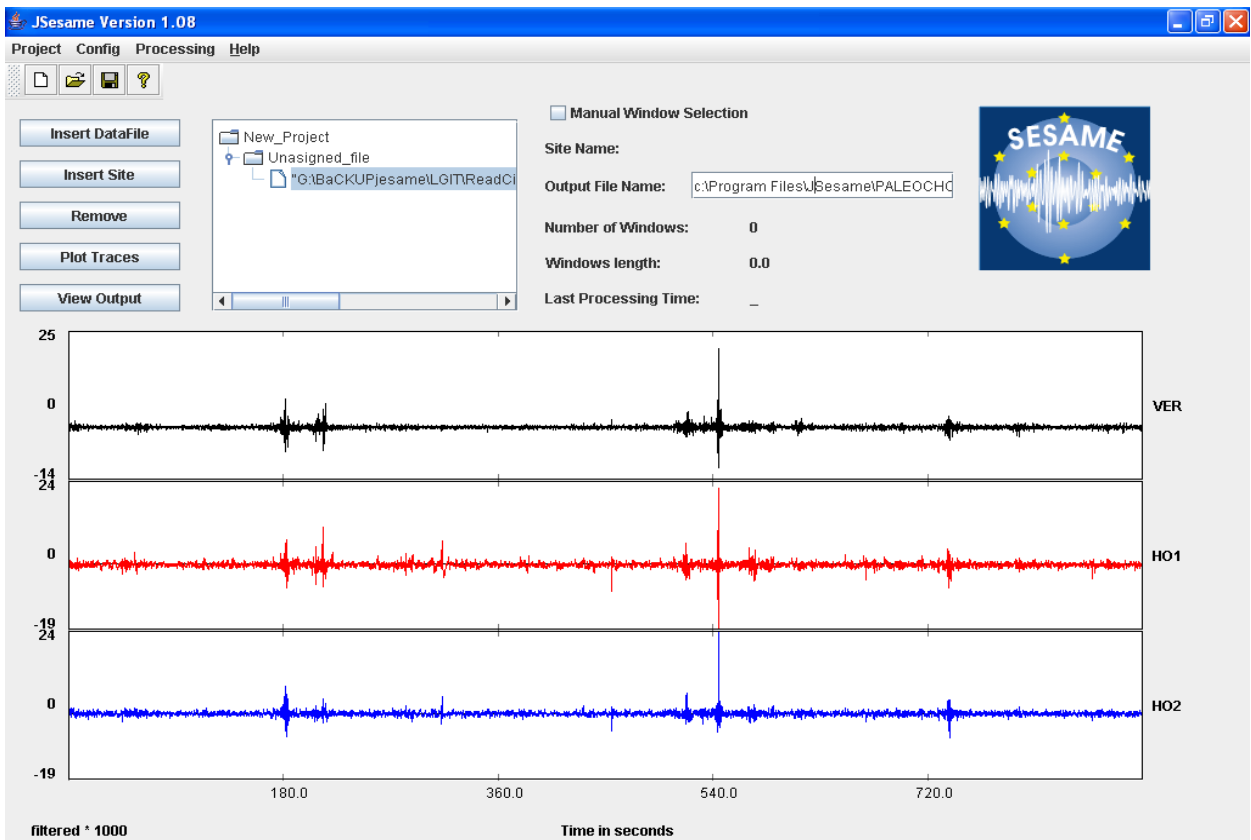 JSesame Version 1.08
Project Config Processing Help
Insert DataFile
Insert Site
Remove
Plot Traces
View Output
New_Project
Unasigned_file
"G:\BaCKUPjesame\LGIT\ReadCi
Manual Window Selection
Site Name:
Output File Name: c:\Program Files\JSesame\PALEOCHO
Number of Windows: 0
Windows length: 0.0
Last Processing Time: _
SESAME
25
0
-14
VER
24
0
-19
HO1
24
0
-19
HO2
180.0 360.0 540.0 720.0
filtered * 1000 Time in seconds